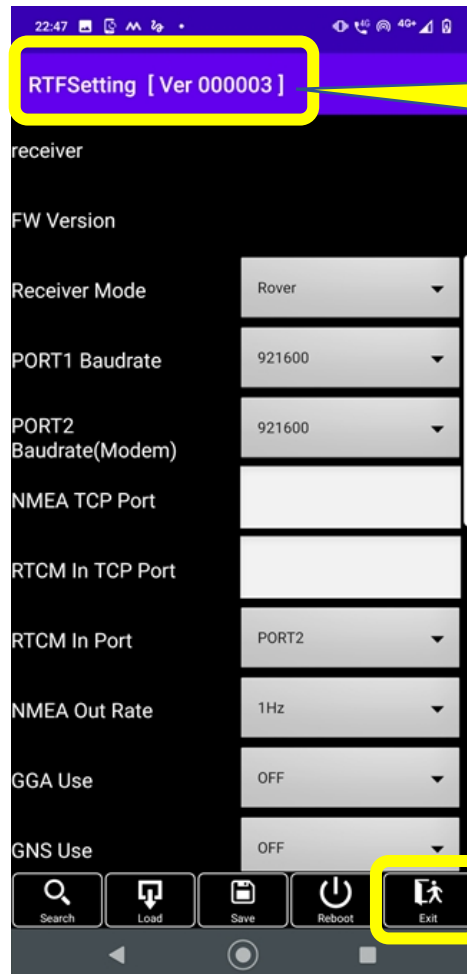 22:47 4G 4G+
RTFSetting [ Ver 000003 ]
receiver
FW Version
Receiver Mode Rover
PORT1 Baudrate 921600
PORT2
Baudrate(Modem) 921600
NMEA TCP Port
RTCM In TCP Port
RTCM In Port PORT2
NMEA Out Rate 1Hz
GGA Use OFF
GNS Use OFF
Search Load Save Reboot Exit